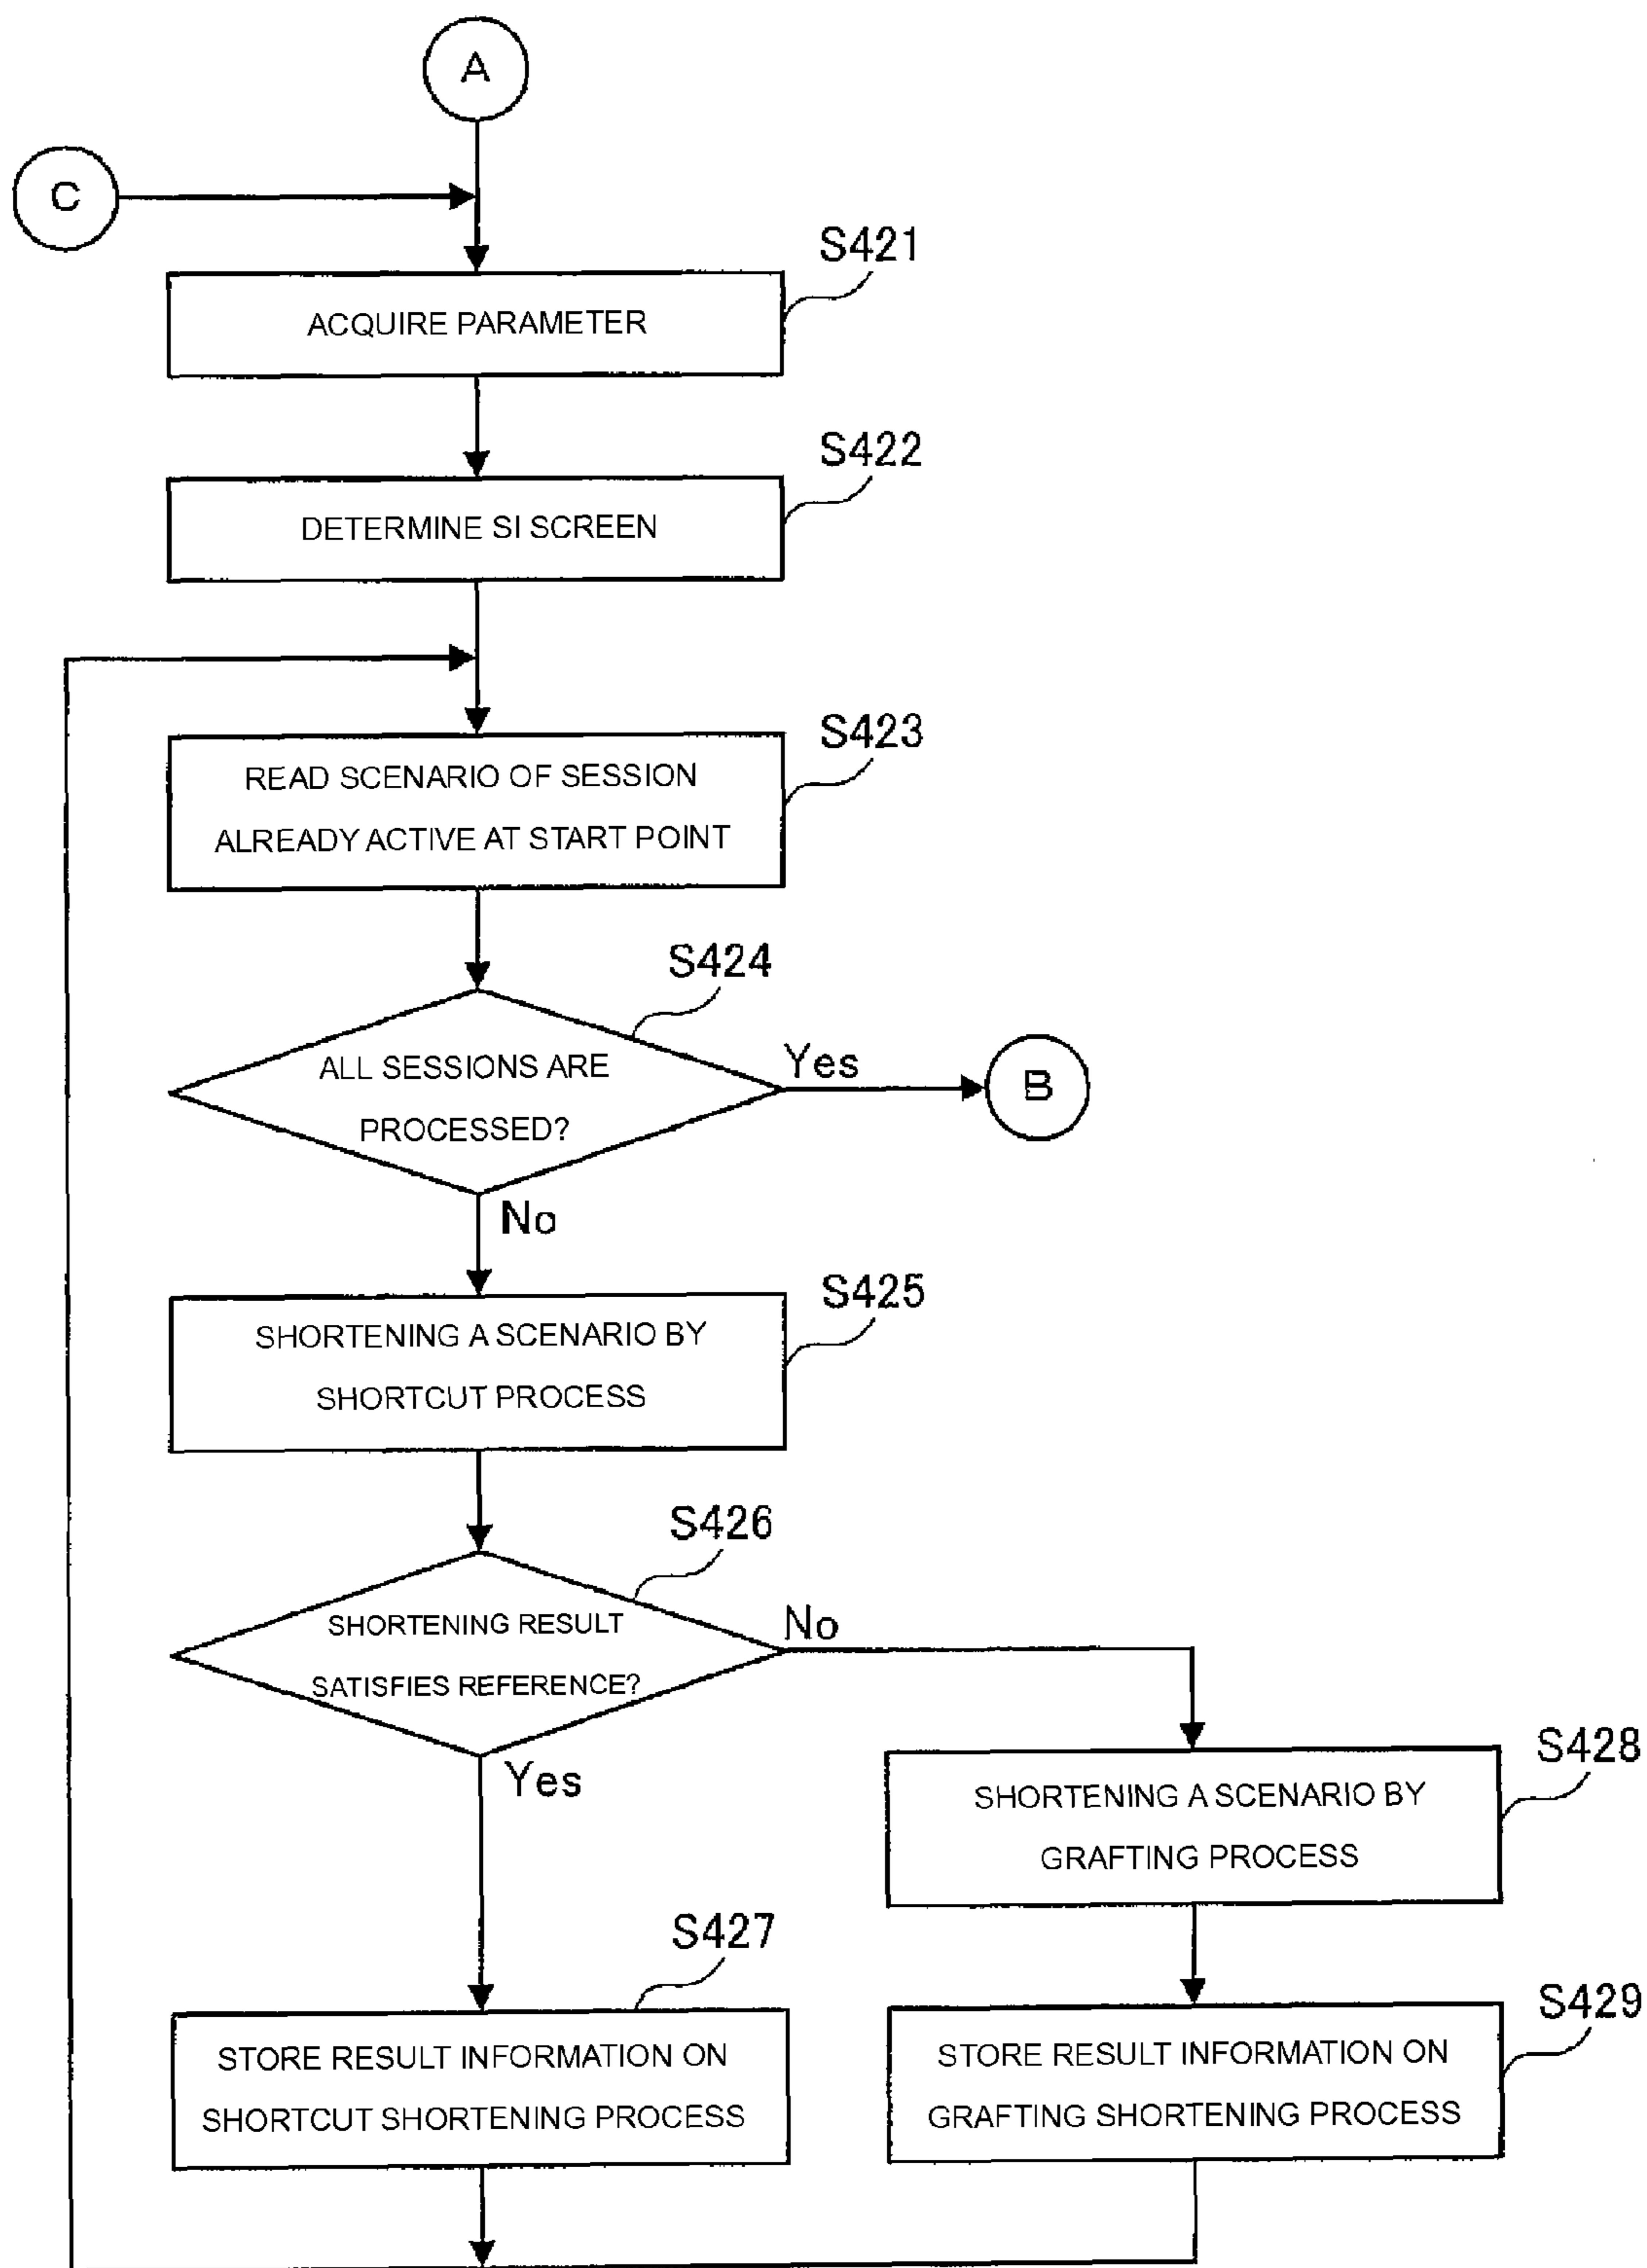 A
C
S421
ACQUIRE PARAMETER
S422
DETERMINE SI SCREEN
S423
READ SCENARIO OF SESSION
ALREADY ACTIVE AT START POINT
S424
ALL SESSIONS ARE
PROCESSED?
Yes
B
No
S425
SHORTENING A SCENARIO BY
SHORTCUT PROCESS
S426
SHORTENING RESULT
SATISFIES REFERENCE?
No
Yes
S428
SHORTENING A SCENARIO BY
GRAFTING PROCESS
S427
STORE RESULT INFORMATION ON
SHORTCUT SHORTENING PROCESS
S429
STORE RESULT INFORMATION ON
GRAFTING SHORTENING PROCESS